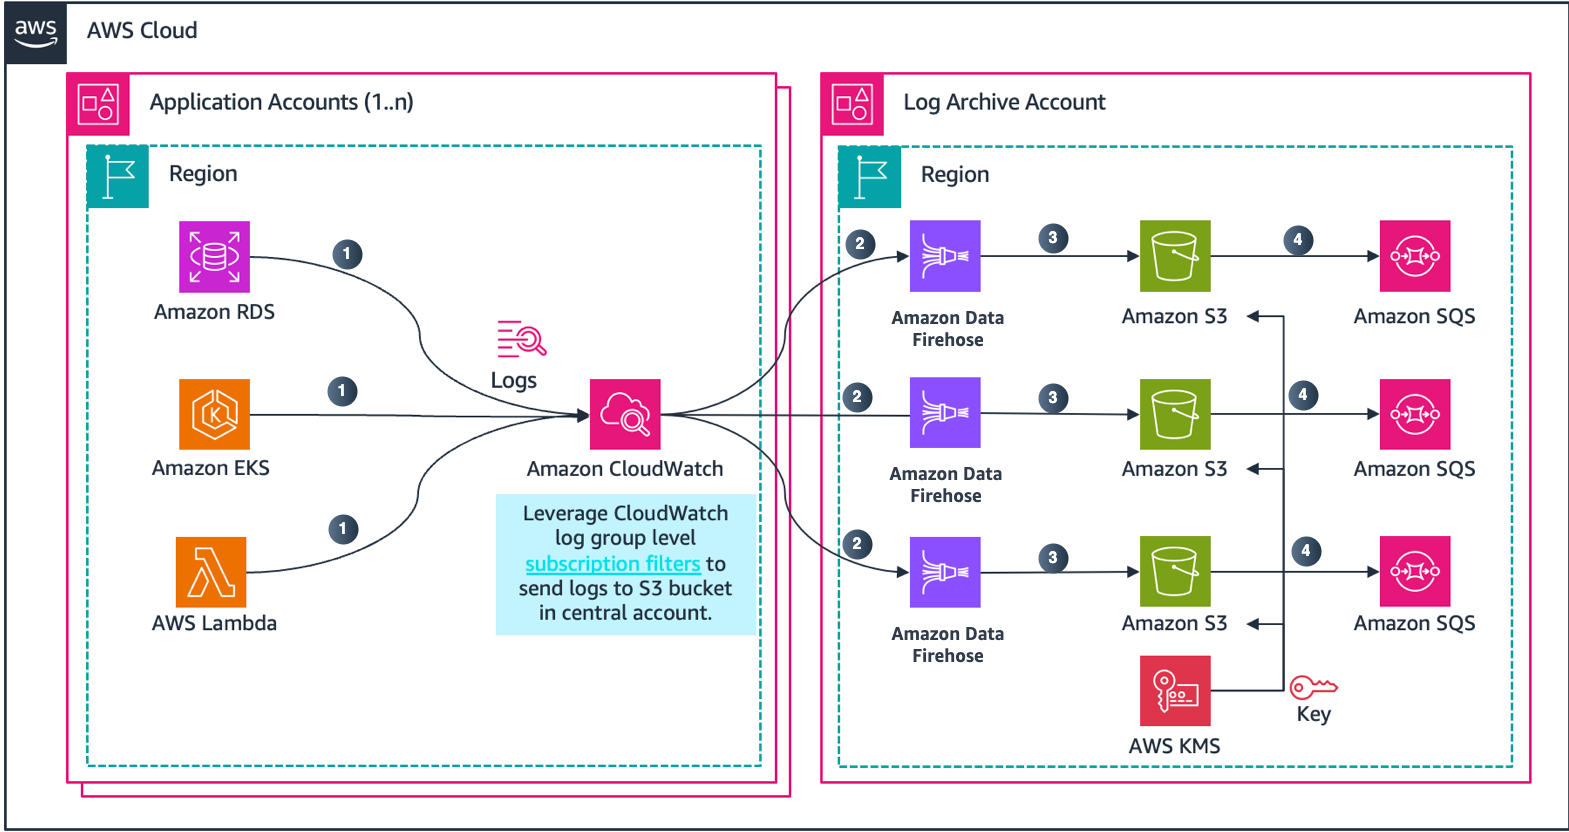 aws
AWS Cloud
Application Accounts (1..n)
Region
Amazon RDS
1
Amazon EKS
1
AWS Lambda
1
Logs
Amazon CloudWatch
Leverage CloudWatch
log group level
subscription filters to
send logs to S3 bucket
in central account.
Log Archive Account
Region
2
Amazon Data
Firehose
3
Amazon S3
4
Amazon SQS
2
Amazon Data
Firehose
3
Amazon S3
4
Amazon SQS
2
Amazon Data
Firehose
3
Amazon S3
4
Amazon SQS
AWS KMS
Key